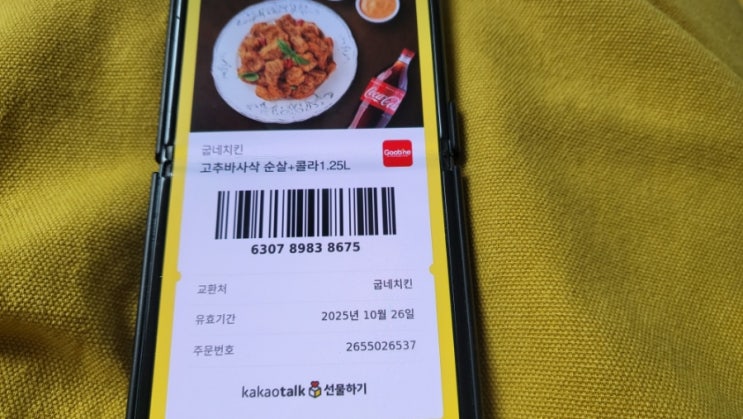 Coca-Cola
굽네치킨
Goobne
고추바사삭 순살+콜라1.25L
6307 8983 8675
교환처 굽네치킨
유효기간 2025년 10월 26일
주문번호 2655026537
kakaotalk 선물하기